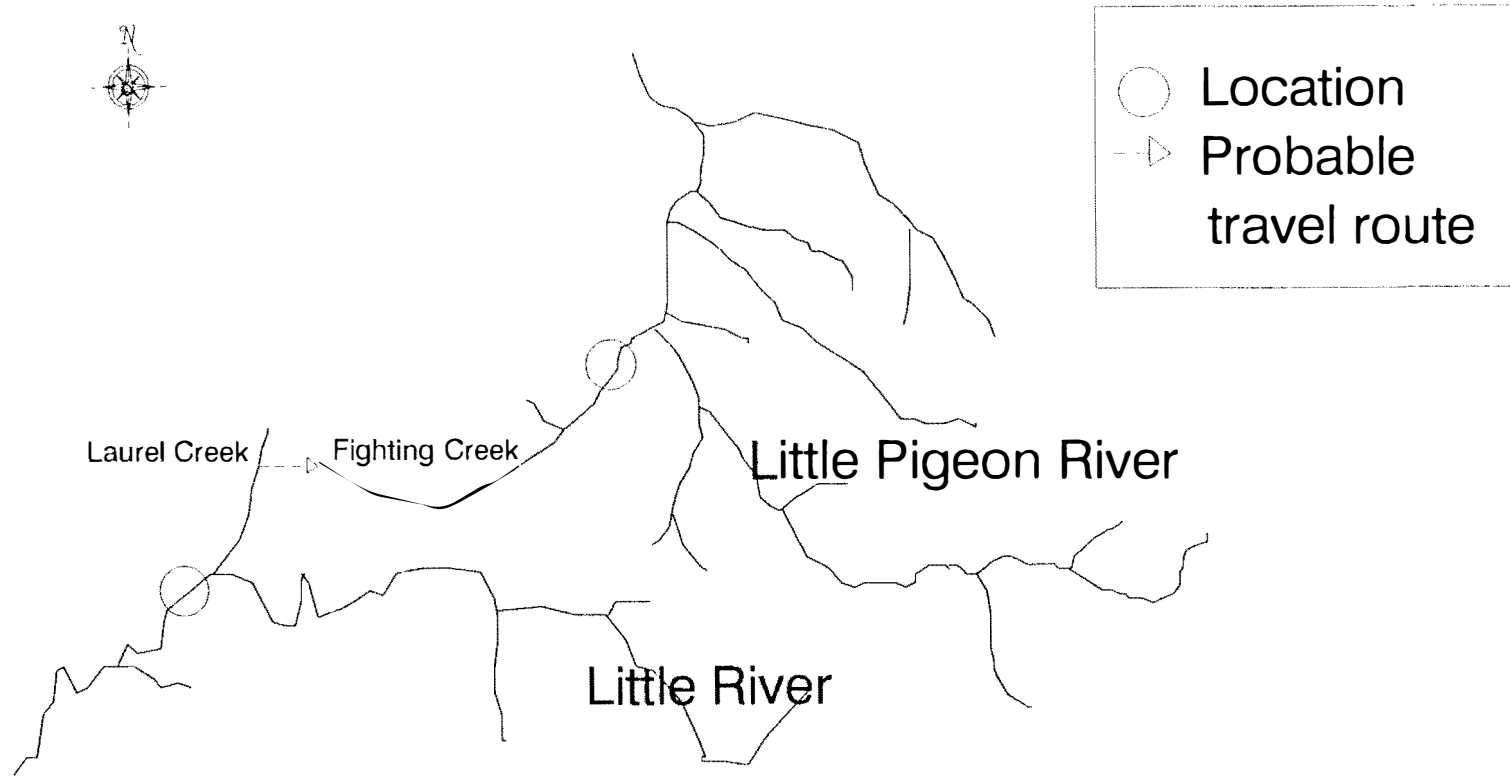 N
Location
Probable
travel route
Laurel Creek
Fighting Creek
Little Pigeon River
Little River